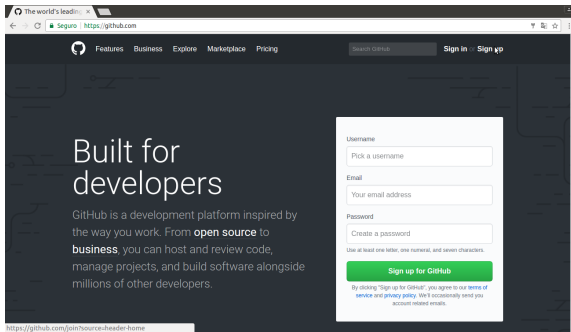 The world's leading
Seguro https://github.com
Features Business Explore Marketplace Pricing
Search GitHub
Sign in or Sign up
Built for
developers
GitHub is a development platform inspired by
the way you work. From open source to
business, you can host and review code,
manage projects, and build software alongside
millions of other developers.
Username
Pick a username
Email
Your email address
Password
Create a password
Use at least one letter, one numeral, and seven characters.
Sign up for GitHub
By clicking "Sign up for GitHub", you agree to our terms of
service and privacy policy. We'll occasionally send you
account related emails.
https://github.com/join?source=header-home